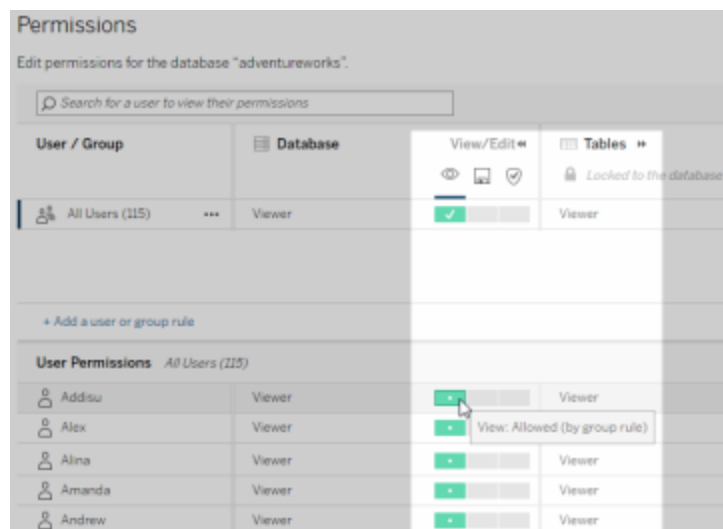 Permissions
Edit permissions for the database "adventureworks".
Search for a user to view their permissions
User / Group Database View/Edit Tables
Locked to the database
All Users (115) ••• Viewer Viewer
+ Add a user or group rule
User Permissions All Users (115)
Addisu Viewer Viewer
Alex Viewer View: Allowed (by group rule)
Alina Viewer Viewer
Amanda Viewer Viewer
Andrew Viewer Viewer